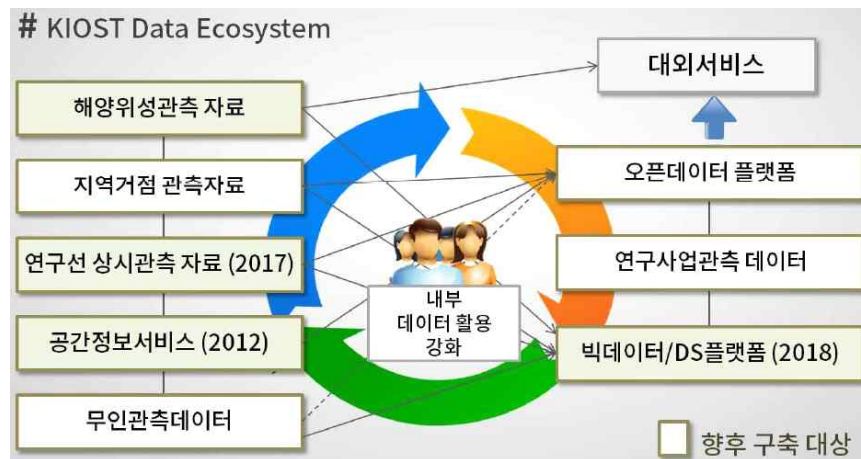 # KIOST Data Ecosystem
대외서비스
해양위성관측 자료
지역거점 관측자료
오픈데이터 플랫폼
연구선 상시관측 자료 (2017)
연구사업관측 데이터
내부
데이터 활용
강화
공간정보서비스 (2012)
빅데이터/DS플랫폼 (2018)
무인관측데이터
향후 구축 대상